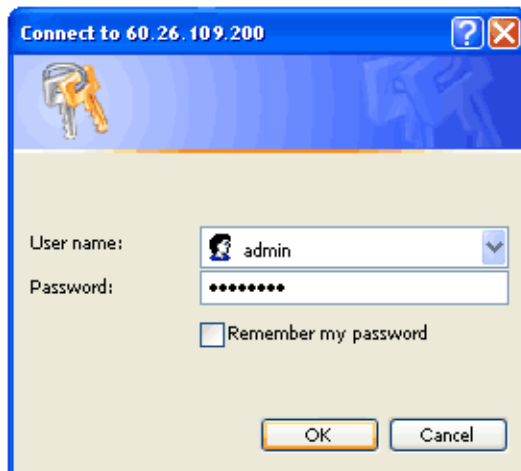 Connect to 60.26.109.200
User name:
admin
Password:
••••••••
Remember my password
OK
Cancel